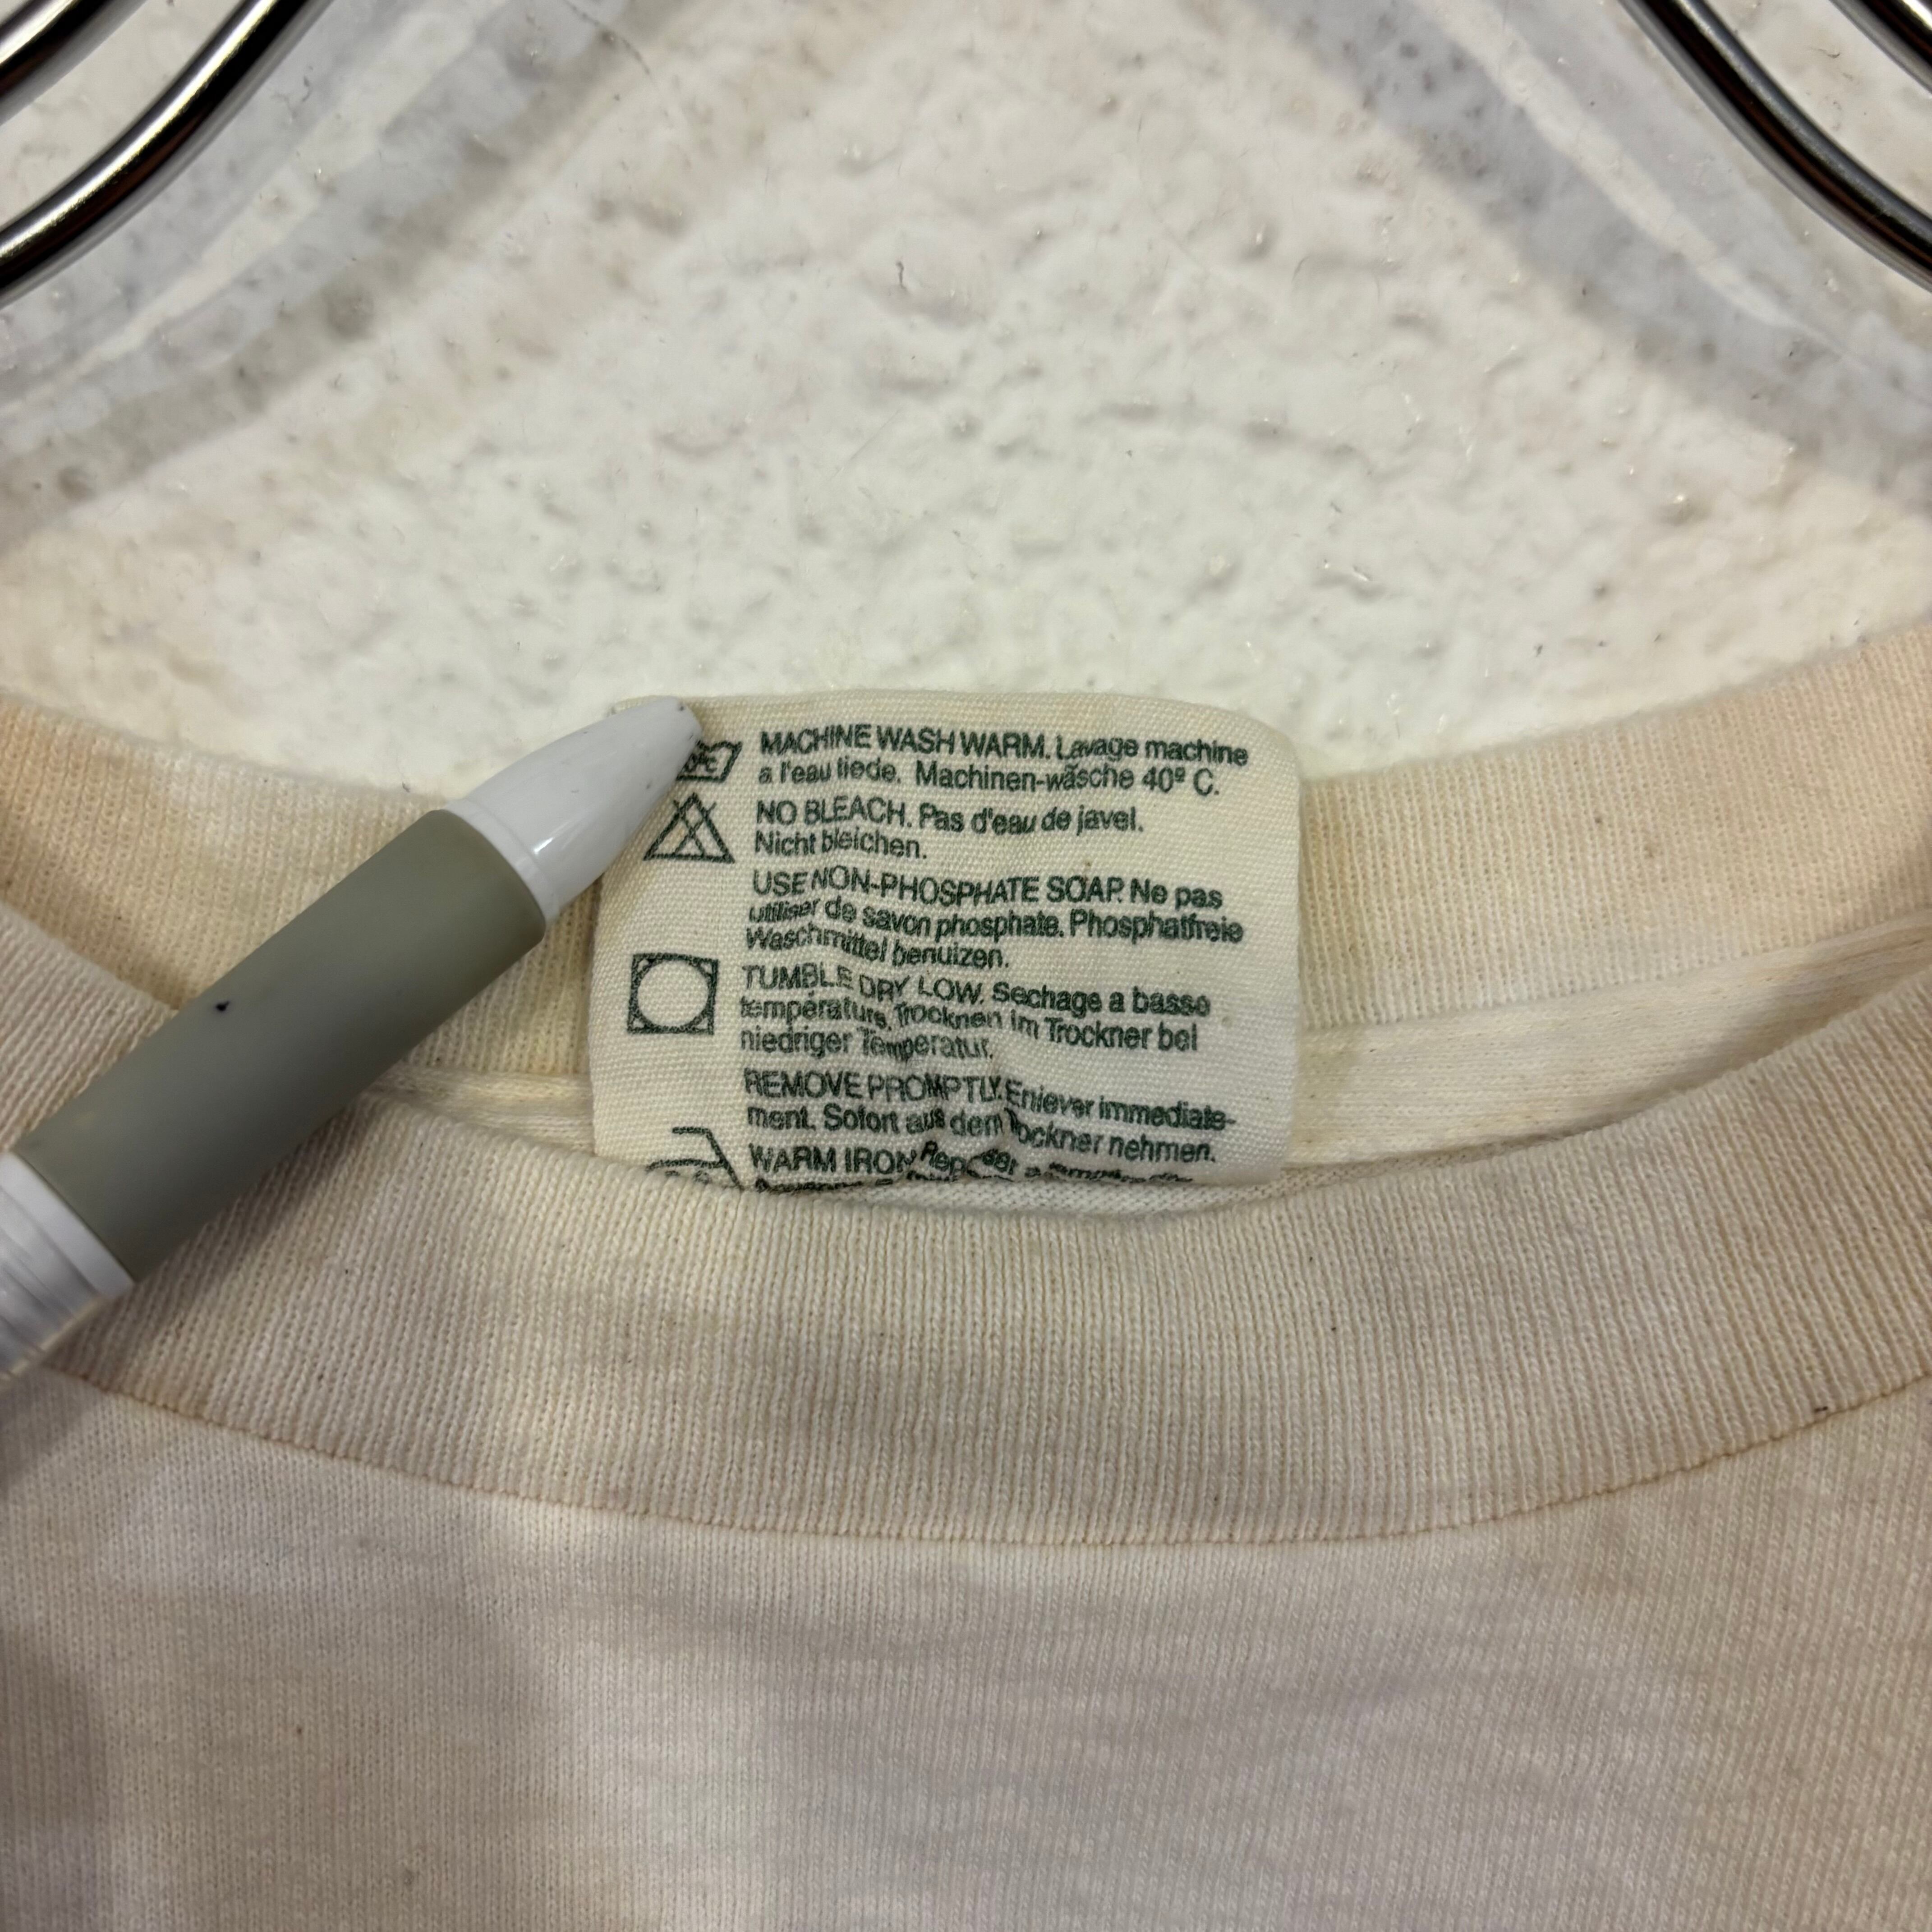 MACHINE WASH WARM. Lavage machine
a l'eau tiede. Machinen-wäsche 40º C.
NO BLEACH. Pas d'eau de javel.
Nicht bleichen.
USE NON-PHOSPHATE SOAP. Ne pas
utiliser de savon phosphate. Phosphatfreie
Waschmittel benutzen.
TUMBLE DRY LOW. Sechage a basse
température. Trocknen im Trockner bei
niedriger Temperatur.
REMOVE PROMPTLY. Enlever immediate-
ment. Sofort aus dem Trockner nehmen.
WARM IRON